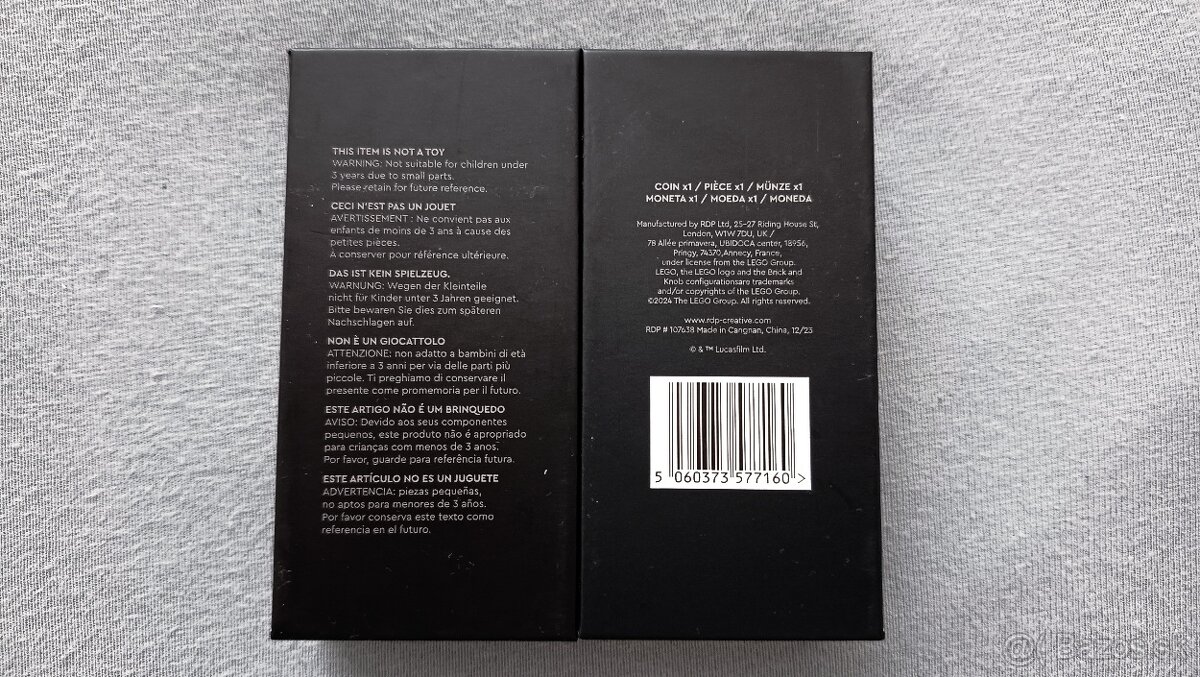 THIS ITEM IS NOT A TOY
WARNING: Not suitable for children under
3 years due to small parts.
Please retain for future reference.
CECI N'EST PAS UN JOUET
AVERTISSEMENT : Ne convient pas aux
enfants de moins de 3 ans à cause des
petites pièces.
À conserver pour référence ultérieure.
DAS IST KEIN SPIELZEUG.
WARNUNG: Wegen der Kleinteile
nicht für Kinder unter 3 Jahren geeignet.
Bitte bewaren Sie dies zum späteren
Nachschlagen auf.
NON È UN GIOCATTOLO
ATTENZIONE: non adatto a bambini di età
inferiore a 3 anni per via delle parti più
piccole. Ti preghiamo di conservare il
presente come promemoria per il futuro.
ESTE ARTIGO NÃO É UM BRINQUEDO
AVISO: Devido aos seus componentes
pequenos, este produto não é apropriado
para crianças com menos de 3 anos.
Por favor, guarde para referência futura.
ESTE ARTÍCULO NO ES UN JUGUETE
ADVERTENCIA: piezas pequeñas,
no aptos para menores de 3 años.
Por favor conserva este texto como
referencia en el futuro.
COIN x1 / PIÈCE x1 / MÜNZE x1
MONETA x1 / MOEDA x1 / MONEDA
Manufactured by RDP Ltd, 25-27 Riding House St,
London, W1W 7DU, UK /
78 Allée primavera, UBIDOCA center, 18956,
Pringy, 74370,Annecy, France,
under license from the LEGO Group.
LEGO, the LEGO logo and the Brick and
Knob configurationsare trademarks
and/or copyrights of the LEGO Group.
©2024 The LEGO Group. All rights reserved.
www.rdp-creative.com
RDP # 107638 Made in Cangnan, China, 12/23
© & ™ Lucasfilm Ltd.
5 060373 577160 >
Bazos.sk